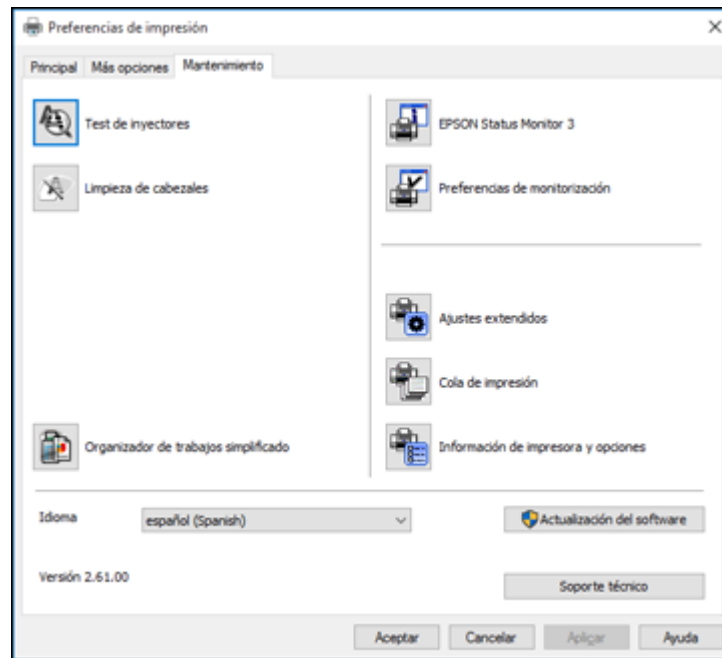 Preferencias de impresión
Principal Más opciones Mantenimiento
Test de inyectores
Limpieza de cabezales
Organizador de trabajos simplificado
EPSON Status Monitor 3
Preferencias de monitorización
Ajustes extendidos
Cola de impresión
Información de impresora y opciones
Idioma español (Spanish) Actualización del software
Versión 2.61.00
Soporte técnico
Aceptar Cancelar Aplicar Ayuda